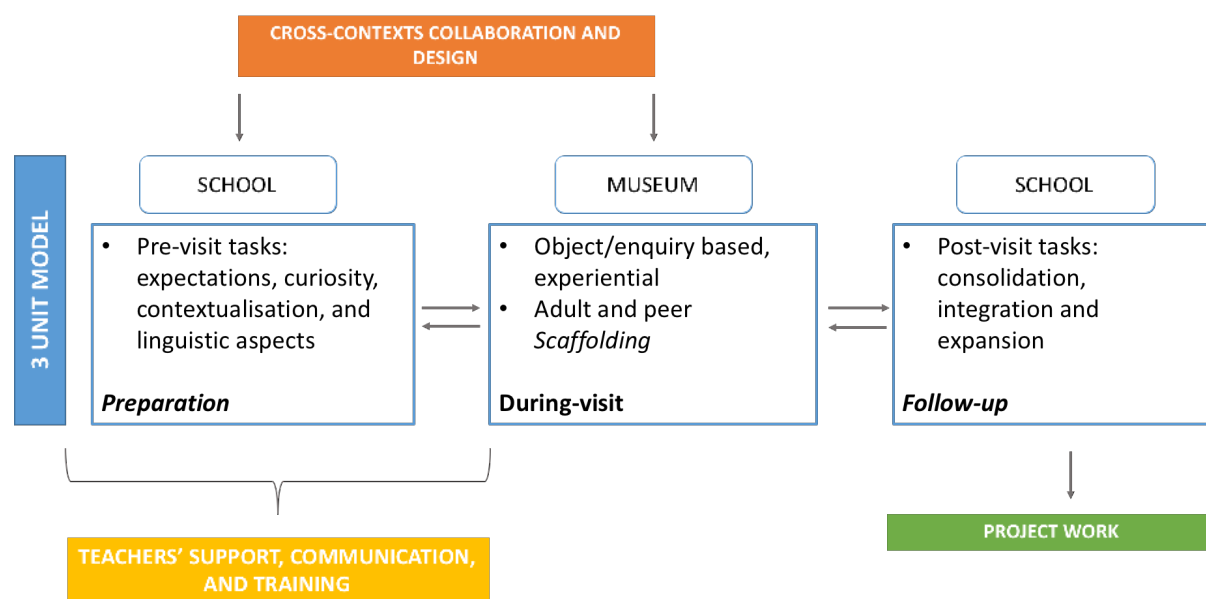 CROSS-CONTEXTS COLLABORATION AND
DESIGN
3 UNIT MODEL
SCHOOL
• Pre-visit tasks:
expectations, curiosity,
contextualisation, and
linguistic aspects
Preparation
MUSEUM
• Object/enquiry based,
experiential
• Adult and peer
Scaffolding
During-visit
SCHOOL
• Post-visit tasks:
consolidation,
integration and
expansion
Follow-up
TEACHERS’ SUPPORT, COMMUNICATION,
AND TRAINING
PROJECT WORK